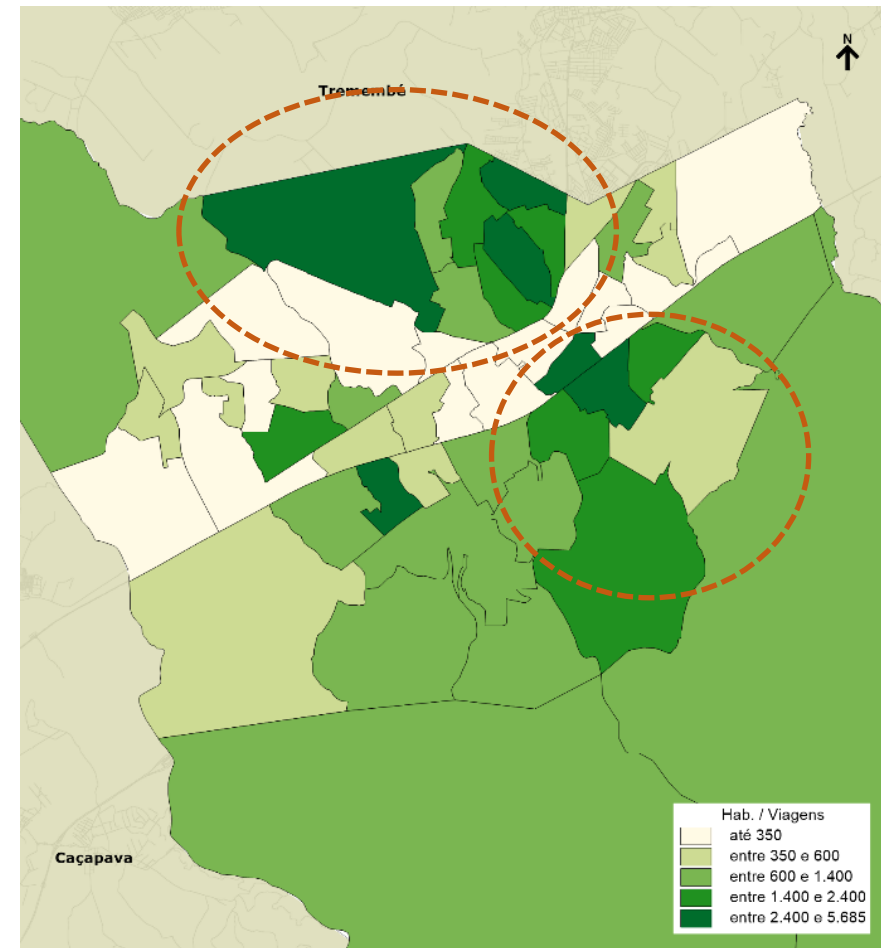 N
Tremembé
Caçapava
Hab. / Viagens
até 350
entre 350 e 600
entre 600 e 1.400
entre 1.400 e 2.400
entre 2.400 e 5.685